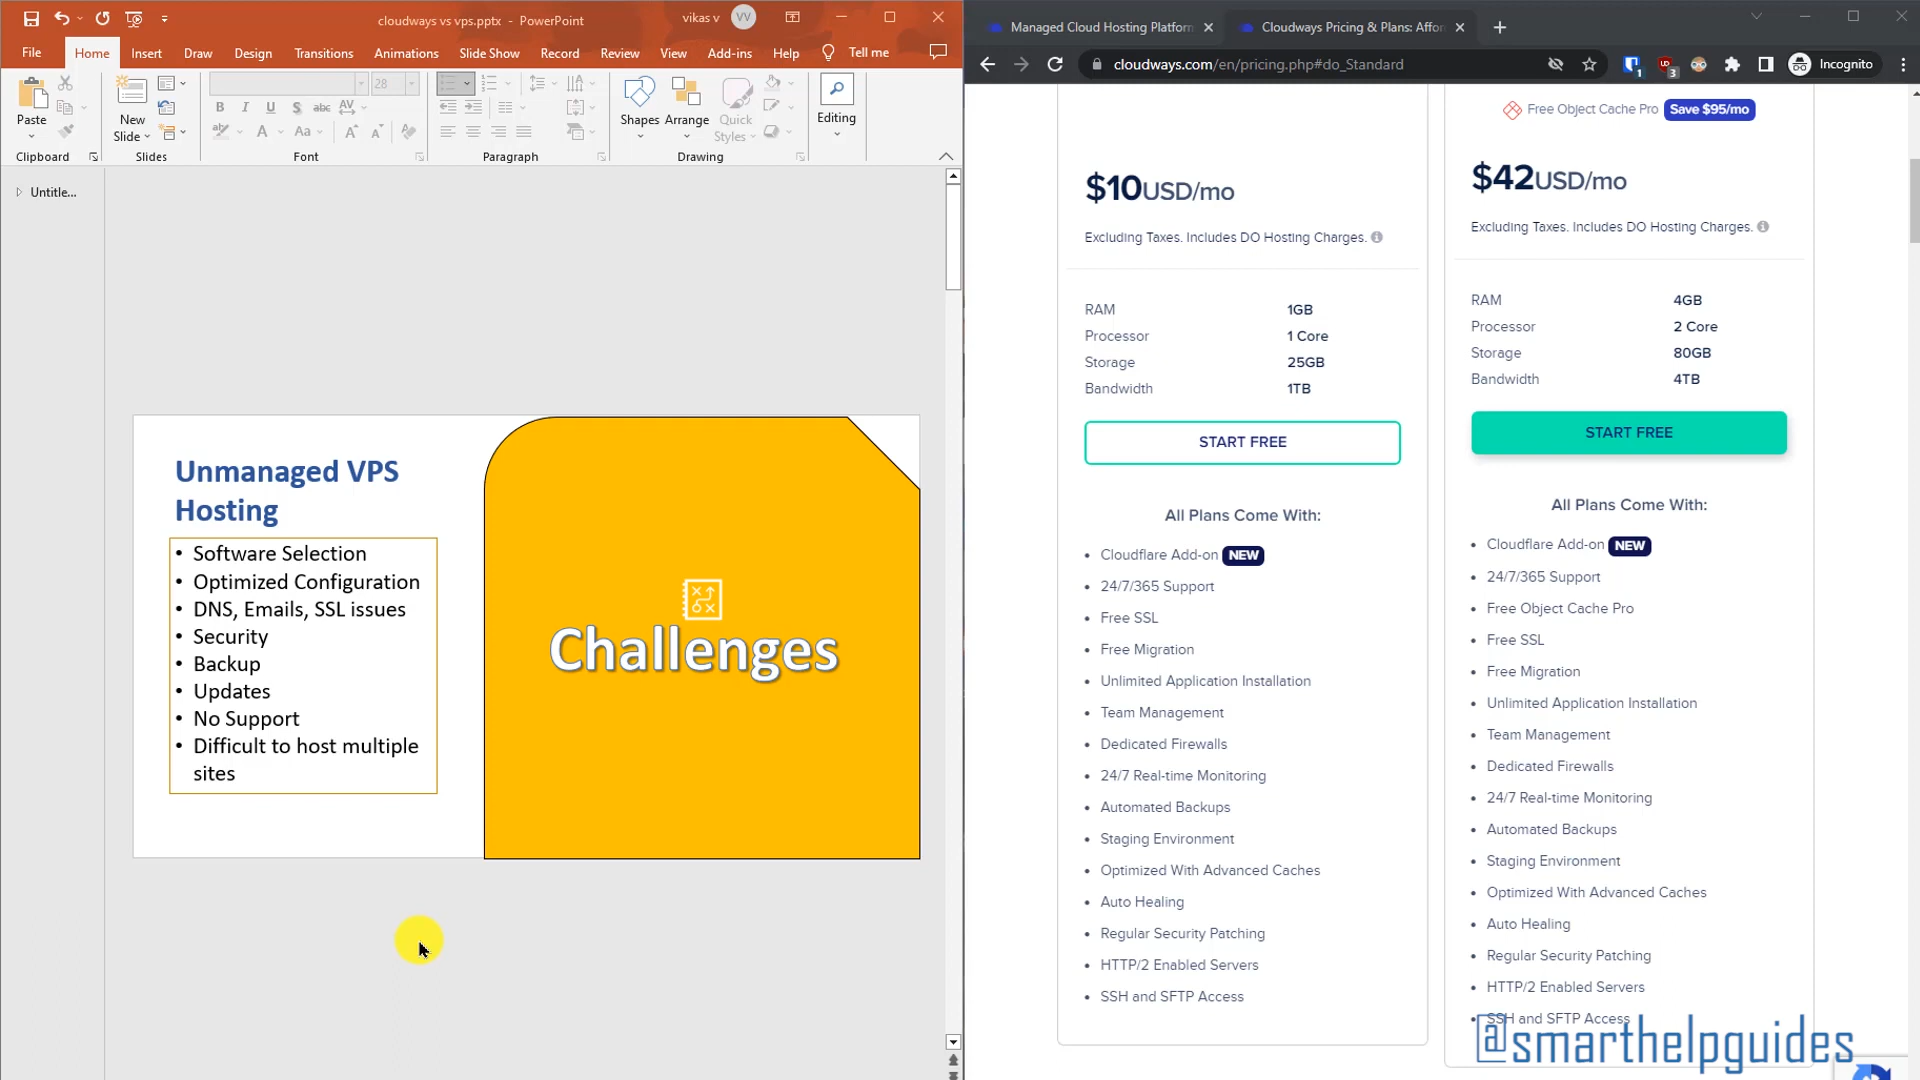 cloudways vs vps.pptx - PowerPoint
vikas v
VV
File
Home
Insert
Draw
Design
Transitions
Animations
Slide Show
Record
Review
View
Add-ins
Help
Tell me
Paste
New
Slide
28
Shapes
Arrange
Quick
Styles
Editing
Clipboard
Slides
Font
Paragraph
Drawing
Untitle...
Unmanaged VPS
Hosting
• Software Selection
• Optimized Configuration
• DNS, Emails, SSL issues
• Security
• Backup
• Updates
• No Support
• Difficult to host multiple
sites
Challenges
Managed Cloud Hosting Platform
Cloudways Pricing & Plans: Affor
cloudways.com/en/pricing.php#do_Standard
1
3
Incognito
$10USD/mo
Excluding Taxes. Includes DO Hosting Charges.
RAM 1GB
Processor 1 Core
Storage 25GB
Bandwidth 1TB
START FREE
All Plans Come With:
• Cloudflare Add-on NEW
• 24/7/365 Support
• Free SSL
• Free Migration
• Unlimited Application Installation
• Team Management
• Dedicated Firewalls
• 24/7 Real-time Monitoring
• Automated Backups
• Staging Environment
• Optimized With Advanced Caches
• Auto Healing
• Regular Security Patching
• HTTP/2 Enabled Servers
• SSH and SFTP Access
Free Object Cache Pro Save $95/mo
$42USD/mo
Excluding Taxes. Includes DO Hosting Charges.
RAM 4GB
Processor 2 Core
Storage 80GB
Bandwidth 4TB
START FREE
All Plans Come With:
• Cloudflare Add-on NEW
• 24/7/365 Support
• Free Object Cache Pro
• Free SSL
• Free Migration
• Unlimited Application Installation
• Team Management
• Dedicated Firewalls
• 24/7 Real-time Monitoring
• Automated Backups
• Staging Environment
• Optimized With Advanced Caches
• Auto Healing
• Regular Security Patching
• HTTP/2 Enabled Servers
• SSH and SFTP Access
@smarthelpguides